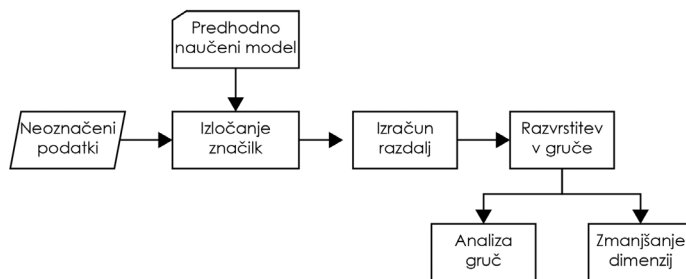 Predhodno
naučeni model
Neoznačeni
podatki
Izločanje
značilk
Izračun
razdalj
Razvrstitev
v gruče
Analiza
gruč
Zmanjšanje
dimenzij